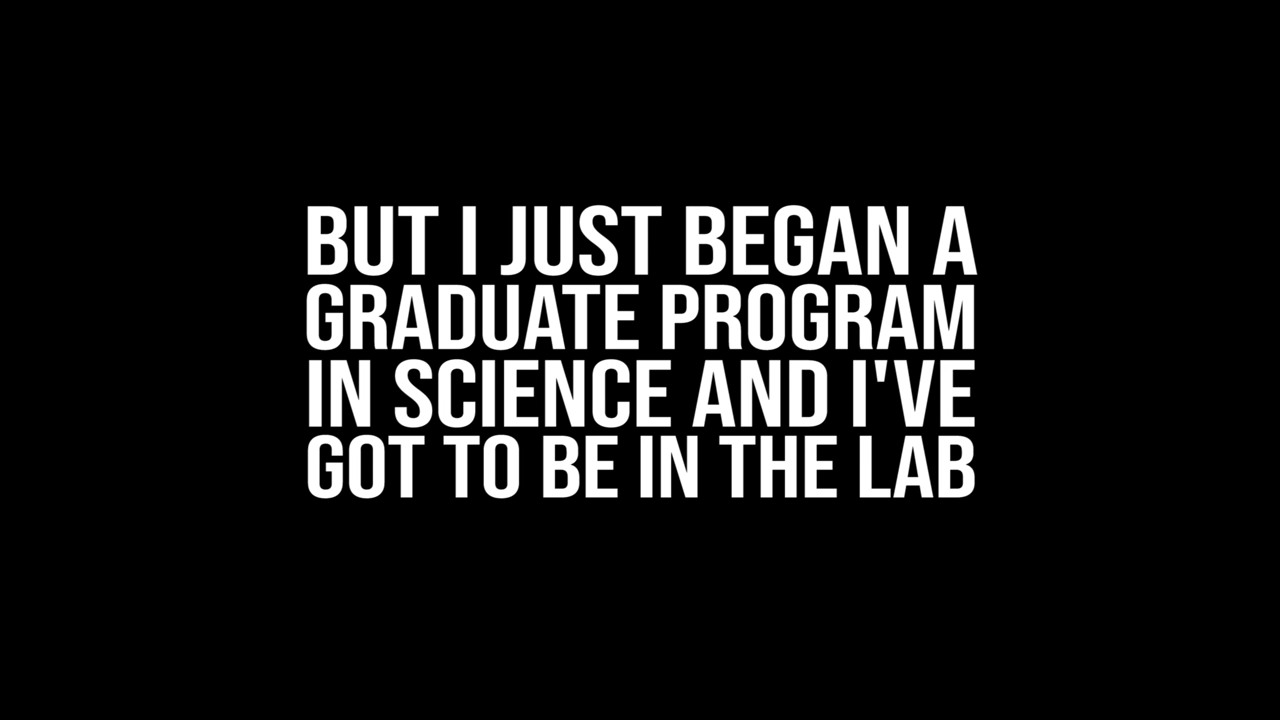 BUT I JUST BEGAN A
GRADUATE PROGRAM
IN SCIENCE AND I'VE
GOT TO BE IN THE LAB